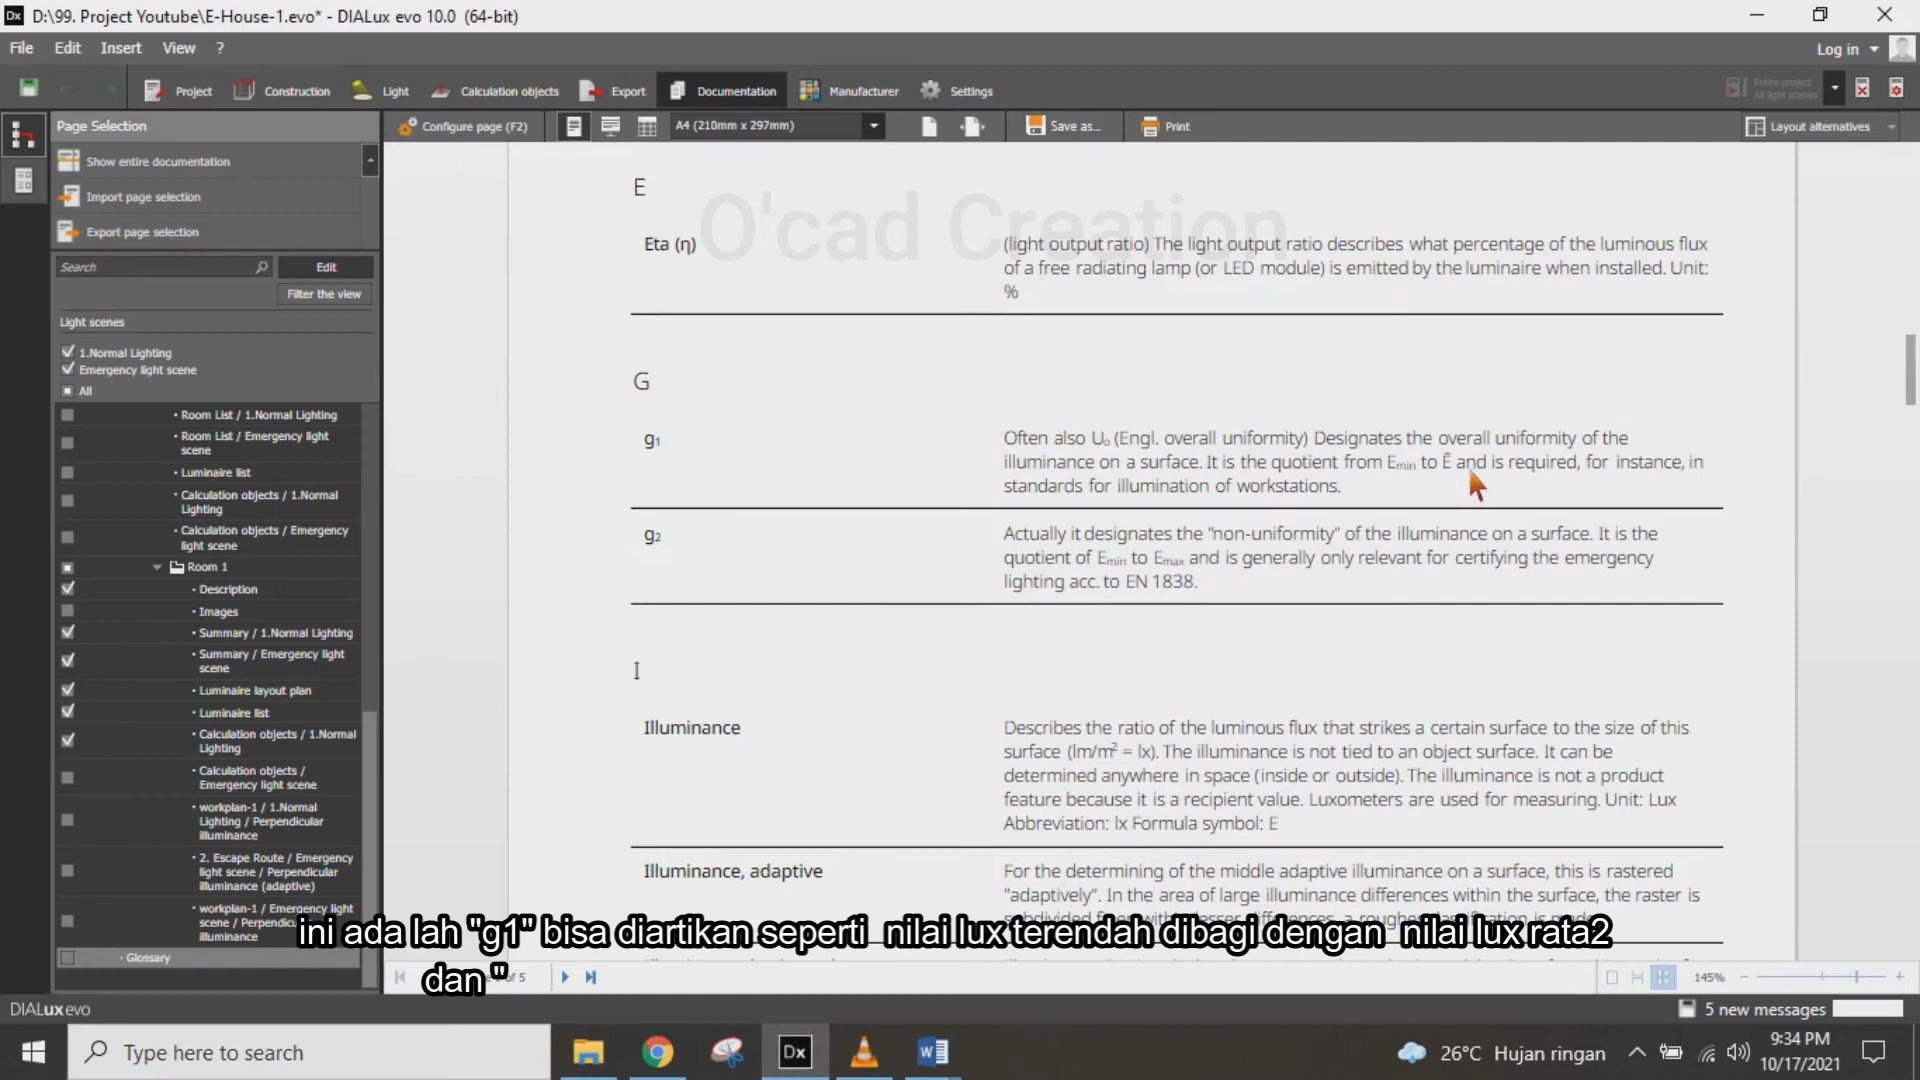 D:\99. Project Youtube\E-House-1.evo* - DIALux evo 10.0 (64-bit)
File Edit Insert View ?
Log in
Project Construction Light Calculation objects Export Documentation Manufacturer Settings
Entire project
All light scenes
Page Selection
Configure page (F2)
A4 (210mm x 297mm)
Save as...
Print
Layout alternatives
Show entire documentation
Import page selection
Export page selection
Search
Edit
Filter the view
Light scenes
1.Normal Lighting
Emergency light scene
All
Room List / 1.Normal Lighting
Room List / Emergency light
scene
Luminaire list
Calculation objects / 1.Normal
Lighting
Calculation objects / Emergency
light scene
Room 1
Description
Images
Summary / 1.Normal Lighting
Summary / Emergency light
scene
Luminaire layout plan
Luminaire list
Calculation objects / 1.Normal
Lighting
Calculation objects /
Emergency light scene
workplan-1 / 1.Normal
Lighting / Perpendicular
illuminance
2. Escape Route / Emergency
light scene / Perpendicular
illuminance (adaptive)
workplan-1 / Emergency light
scene / Perpendicular
illuminance
Glossary
O'cad Creation
E
Eta (η)
(light output ratio) The light output ratio describes what percentage of the luminous flux
of a free radiating lamp (or LED module) is emitted by the luminaire when installed. Unit:
%
G
g1
Often also Uo (Engl. overall uniformity) Designates the overall uniformity of the
illuminance on a surface. It is the quotient from Emin to Ē and is required, for instance, in
standards for illumination of workstations.
g2
Actually it designates the "non-uniformity" of the illuminance on a surface. It is the
quotient of Emin to Emax and is generally only relevant for certifying the emergency
lighting acc. to EN 1838.
I
Illuminance
Describes the ratio of the luminous flux that strikes a certain surface to the size of this
surface (lm/m² = lx). The illuminance is not tied to an object surface. It can be
determined anywhere in space (inside or outside). The illuminance is not a product
feature because it is a recipient value. Luxometers are used for measuring. Unit: Lux
Abbreviation: lx Formula symbol: E
Illuminance, adaptive
For the determining of the middle adaptive illuminance on a surface, this is rastered
"adaptively". In the area of large illuminance differences within the surface, the raster is
ini ada lah "g1" bisa diartikan seperti nilai lux terendah dibagi dengan nilai lux rata2
dan "
of 5
145%
DIALux evo
5 new messages
Type here to search
26°C Hujan ringan
9:34 PM
10/17/2021